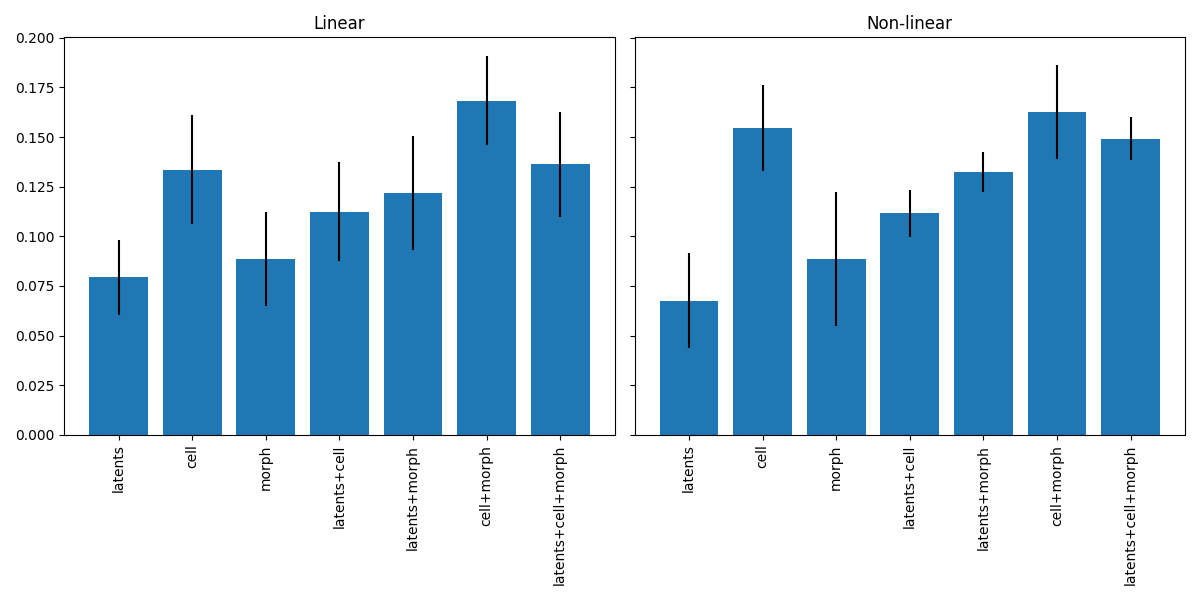 Linear
Non-linear
0.200
0.175
0.150
0.125
0.100
0.075
0.050
0.025
0.000
latents
cell
morph
latents+cell
latents+morph
cell+morph
latents+cell+morph
latents
cell
morph
latents+cell
latents+morph
cell+morph
latents+cell+morph